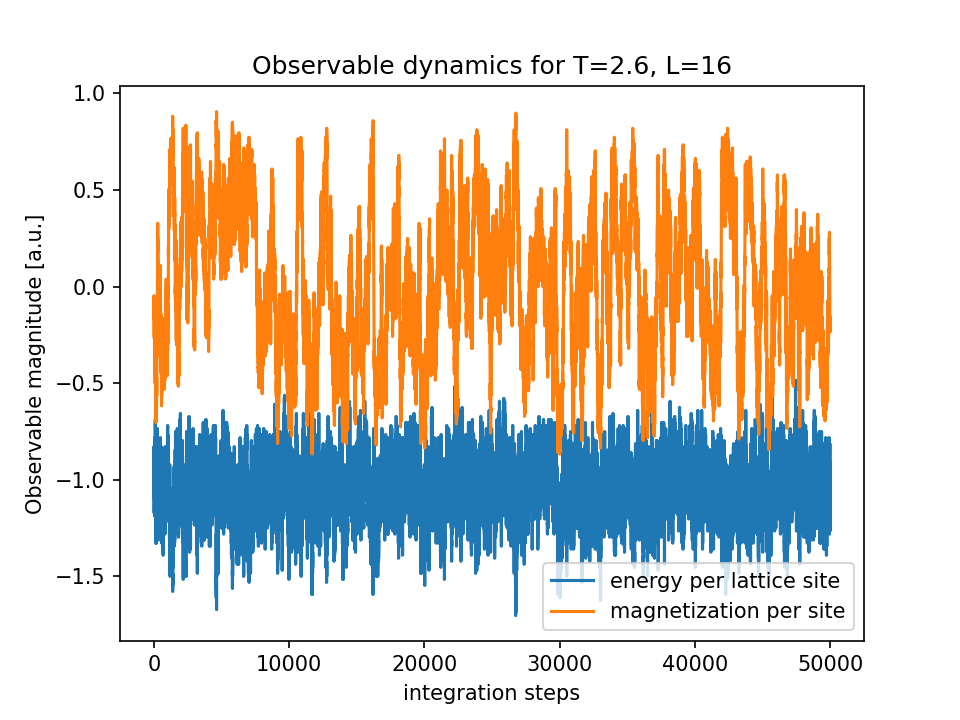 Observable dynamics for T=2.6, L=16
Observable magnitude [a.u.]
1.0
0.5
0.0
−0.5
−1.0
−1.5
energy per lattice site
magnetization per site
0 10000 20000 30000 40000 50000
integration steps